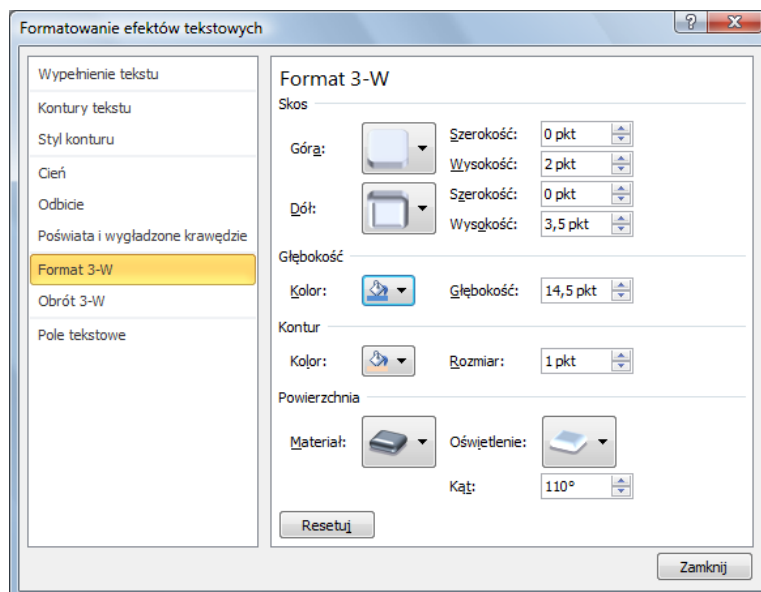 Formatowanie efektów tekstowych
Wypełnienie tekstu
Kontury tekstu
Styl konturu
Cień
Odbicie
Poświata i wygładzone krawędzie
Format 3-W
Obrót 3-W
Pole tekstowe
Format 3-W
Skos
Góra:
Szerokość: 0 pkt
Wysokość: 2 pkt
Dół:
Szerokość: 0 pkt
Wysokość: 3,5 pkt
Głębokość
Kolor: Głębokość: 14,5 pkt
Kontur
Kolor: Rozmiar: 1 pkt
Powierzchnia
Materiał: Oświetlenie:
Kąt: 110°
Resetuj
Zamknij